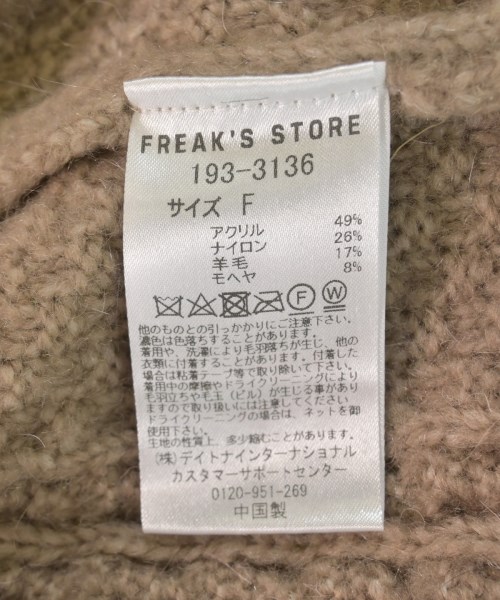 FREAK'S STORE
193-3136
サイズ F
アクリル 49%
ナイロン 26%
羊毛 17%
モヘヤ 8%
F W
他のものとの引っかかりにご注意下さい。
濃色は色落ちすることがあります。
着用や、洗濯により毛羽落ちが生じ、他の
衣類に付着することがあります。付着した
場合は粘着テープ等で取り除いて下さい。
着用中の摩擦やドライクリーニングにより
毛羽立ちや毛玉（ピル）が生じる事があり
ますので取り扱いには注意してください
ドライクリーニングの場合は、ネットを御
使用下さい。
生地の性質上、多少縮むことがあります。
(株)デイトナインターナショナル
カスタマーサポートセンター
0120-951-269
中国製